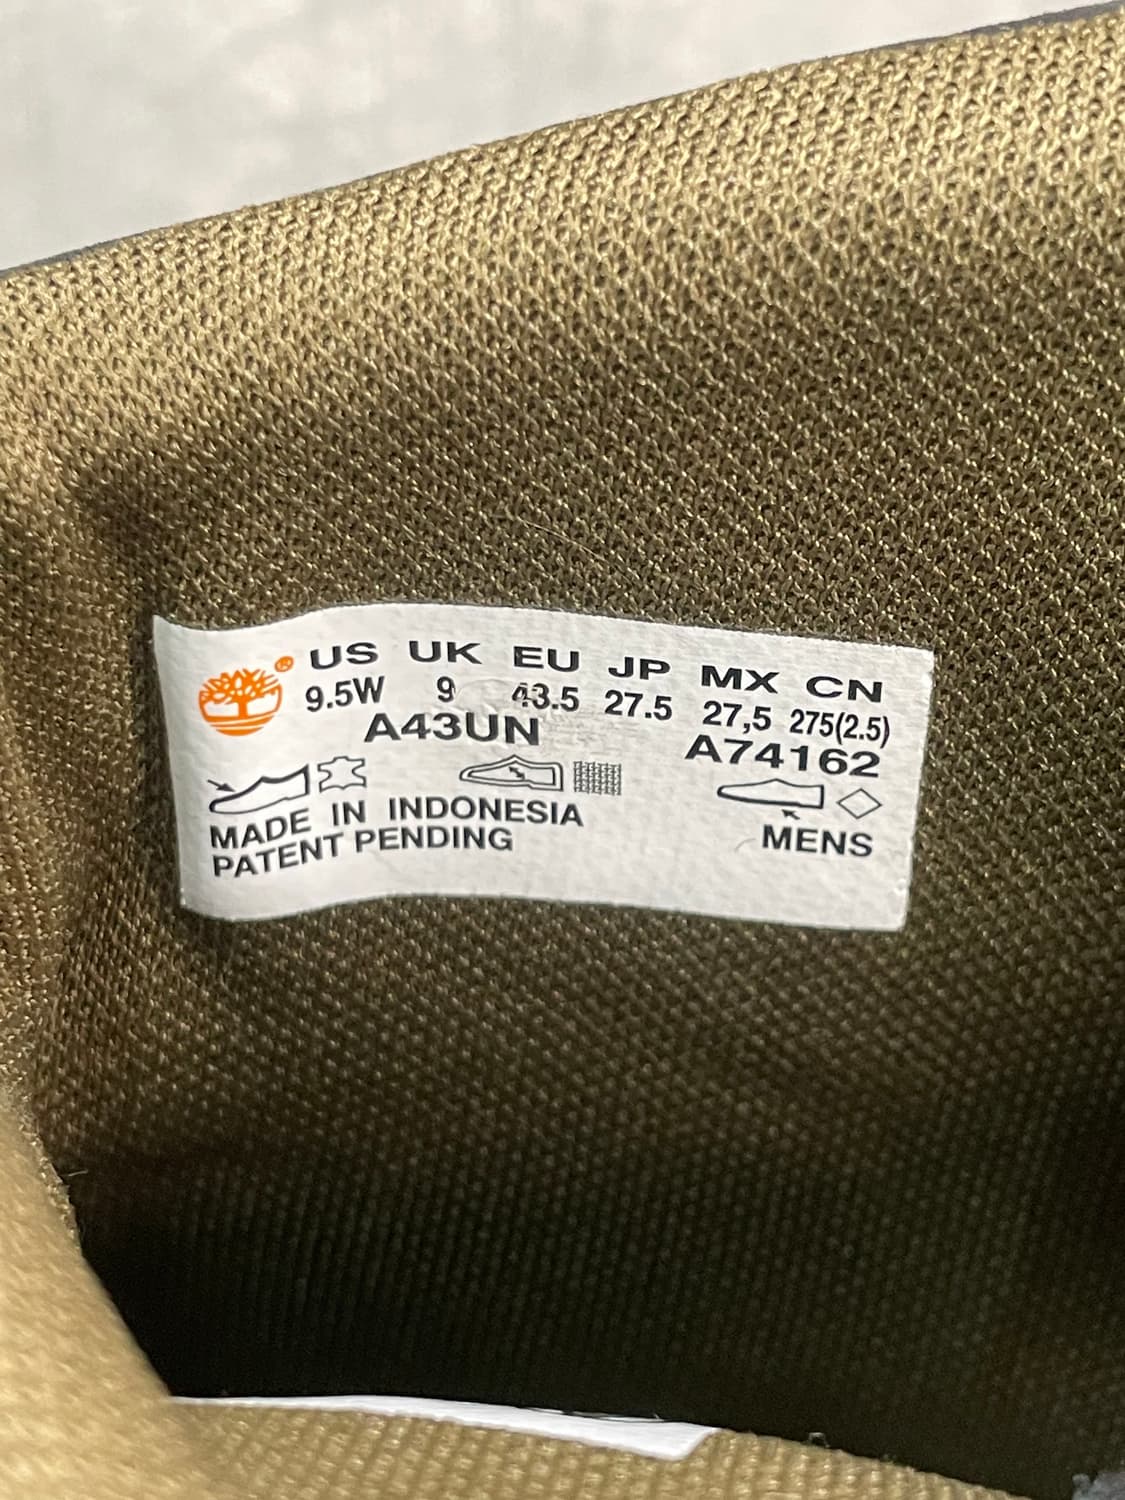 ® US UK EU JP MX CN
9.5W 9 43.5 27.5 27,5 275(2.5)
A43UN A74162
MADE IN INDONESIA MENS
PATENT PENDING